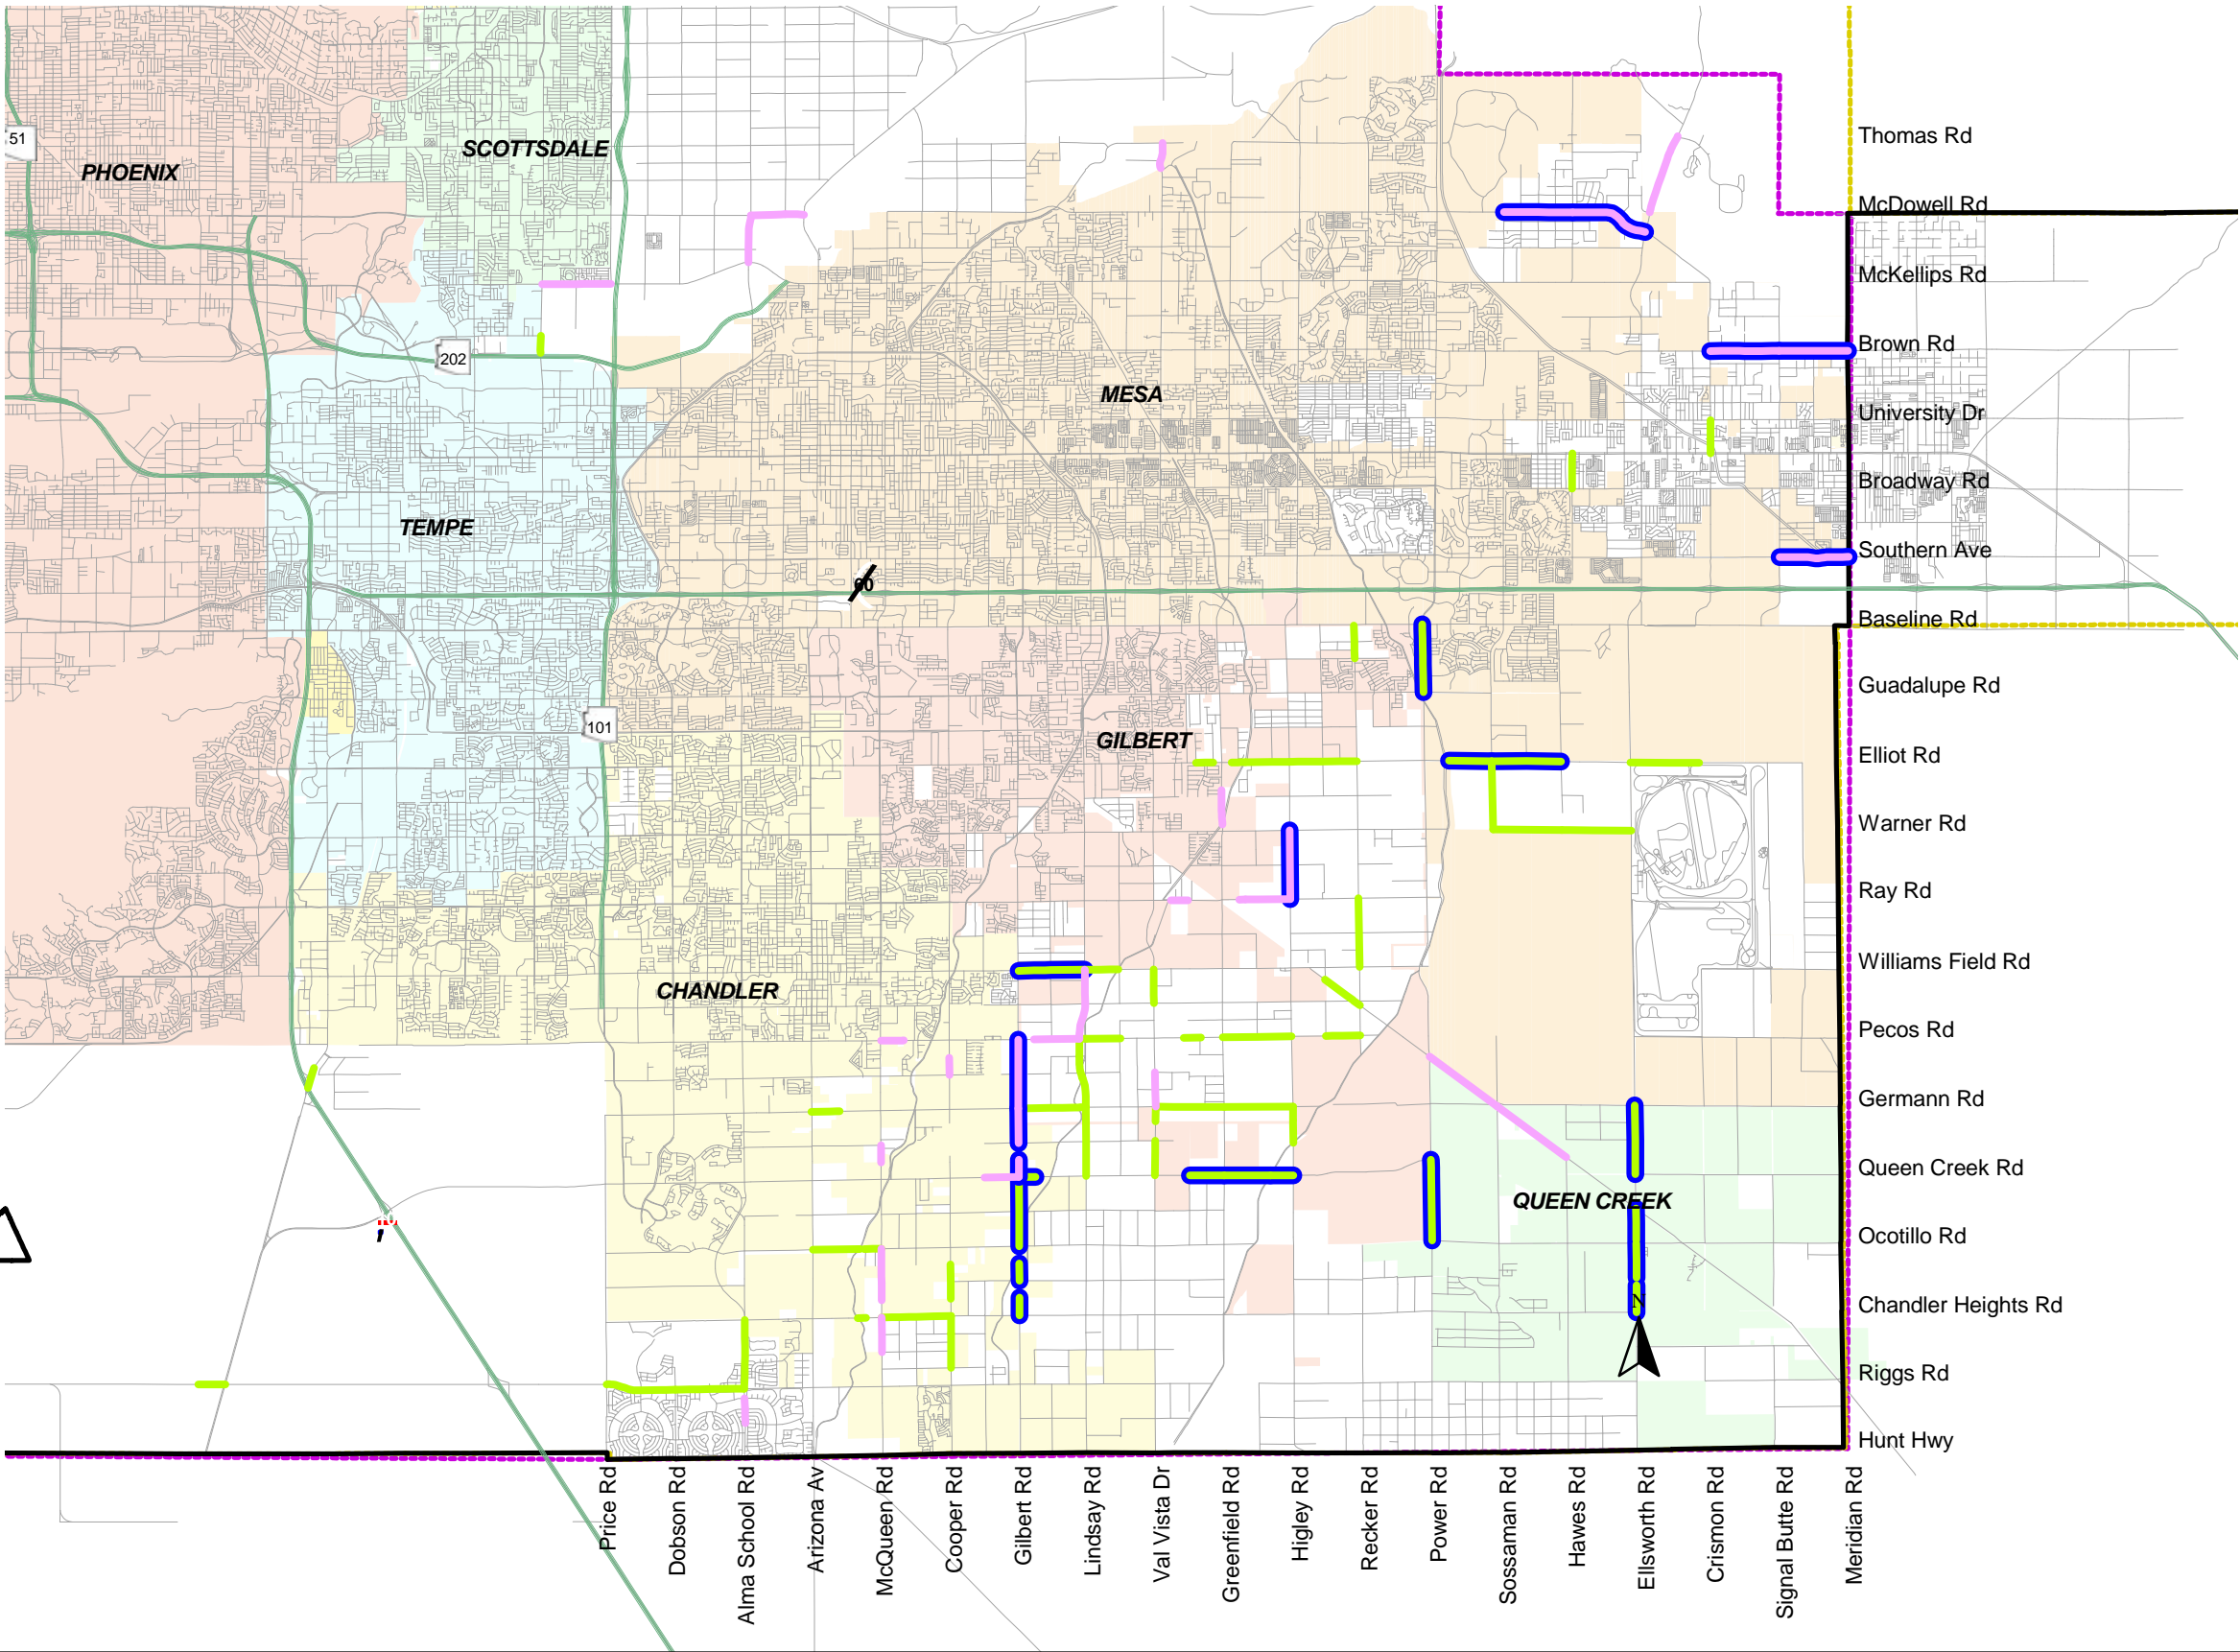 51
PHOENIX
SCOTTSDALE
Thomas Rd
McDowell Rd
McKellips Rd
Brown Rd
202
MESA
University Dr
Broadway Rd
TEMPE
Southern Ave
60
Baseline Rd
Guadalupe Rd
101
GILBERT
Elliot Rd
Warner Rd
Ray Rd
Williams Field Rd
CHANDLER
Pecos Rd
Germann Rd
Queen Creek Rd
QUEEN CREEK
Ocotillo Rd
Chandler Heights Rd
N
Riggs Rd
Hunt Hwy
Price Rd
Dobson Rd
Alma School Rd
Arizona Av
McQueen Rd
Cooper Rd
Gilbert Rd
Lindsay Rd
Val Vista Dr
Greenfield Rd
Higley Rd
Recker Rd
Power Rd
Sossaman Rd
Hawes Rd
Ellsworth Rd
Crismon Rd
Signal Butte Rd
Meridian Rd